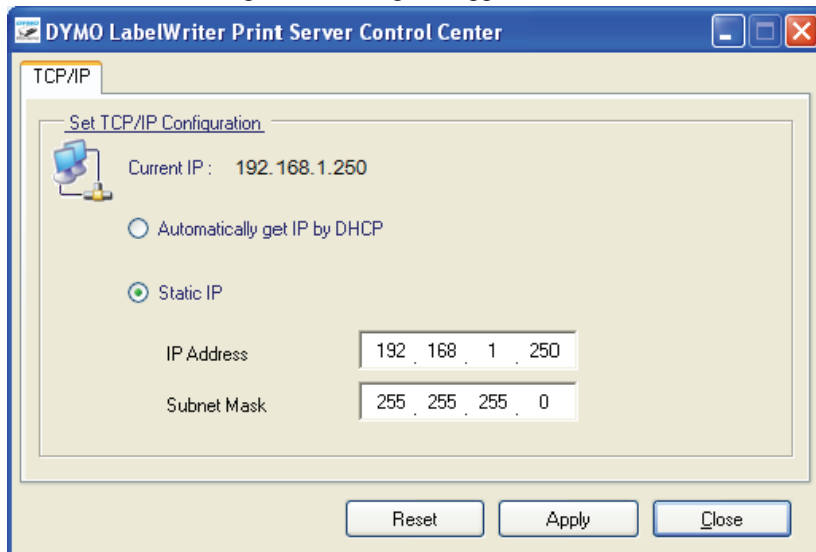 DYMO LabelWriter Print Server Control Center
TCP/IP
Set TCP/IP Configuration
Current IP : 192.168.1.250
Automatically get IP by DHCP
Static IP
IP Address 192 . 168 . 1 . 250
Subnet Mask 255 . 255 . 255 . 0
Reset Apply Close